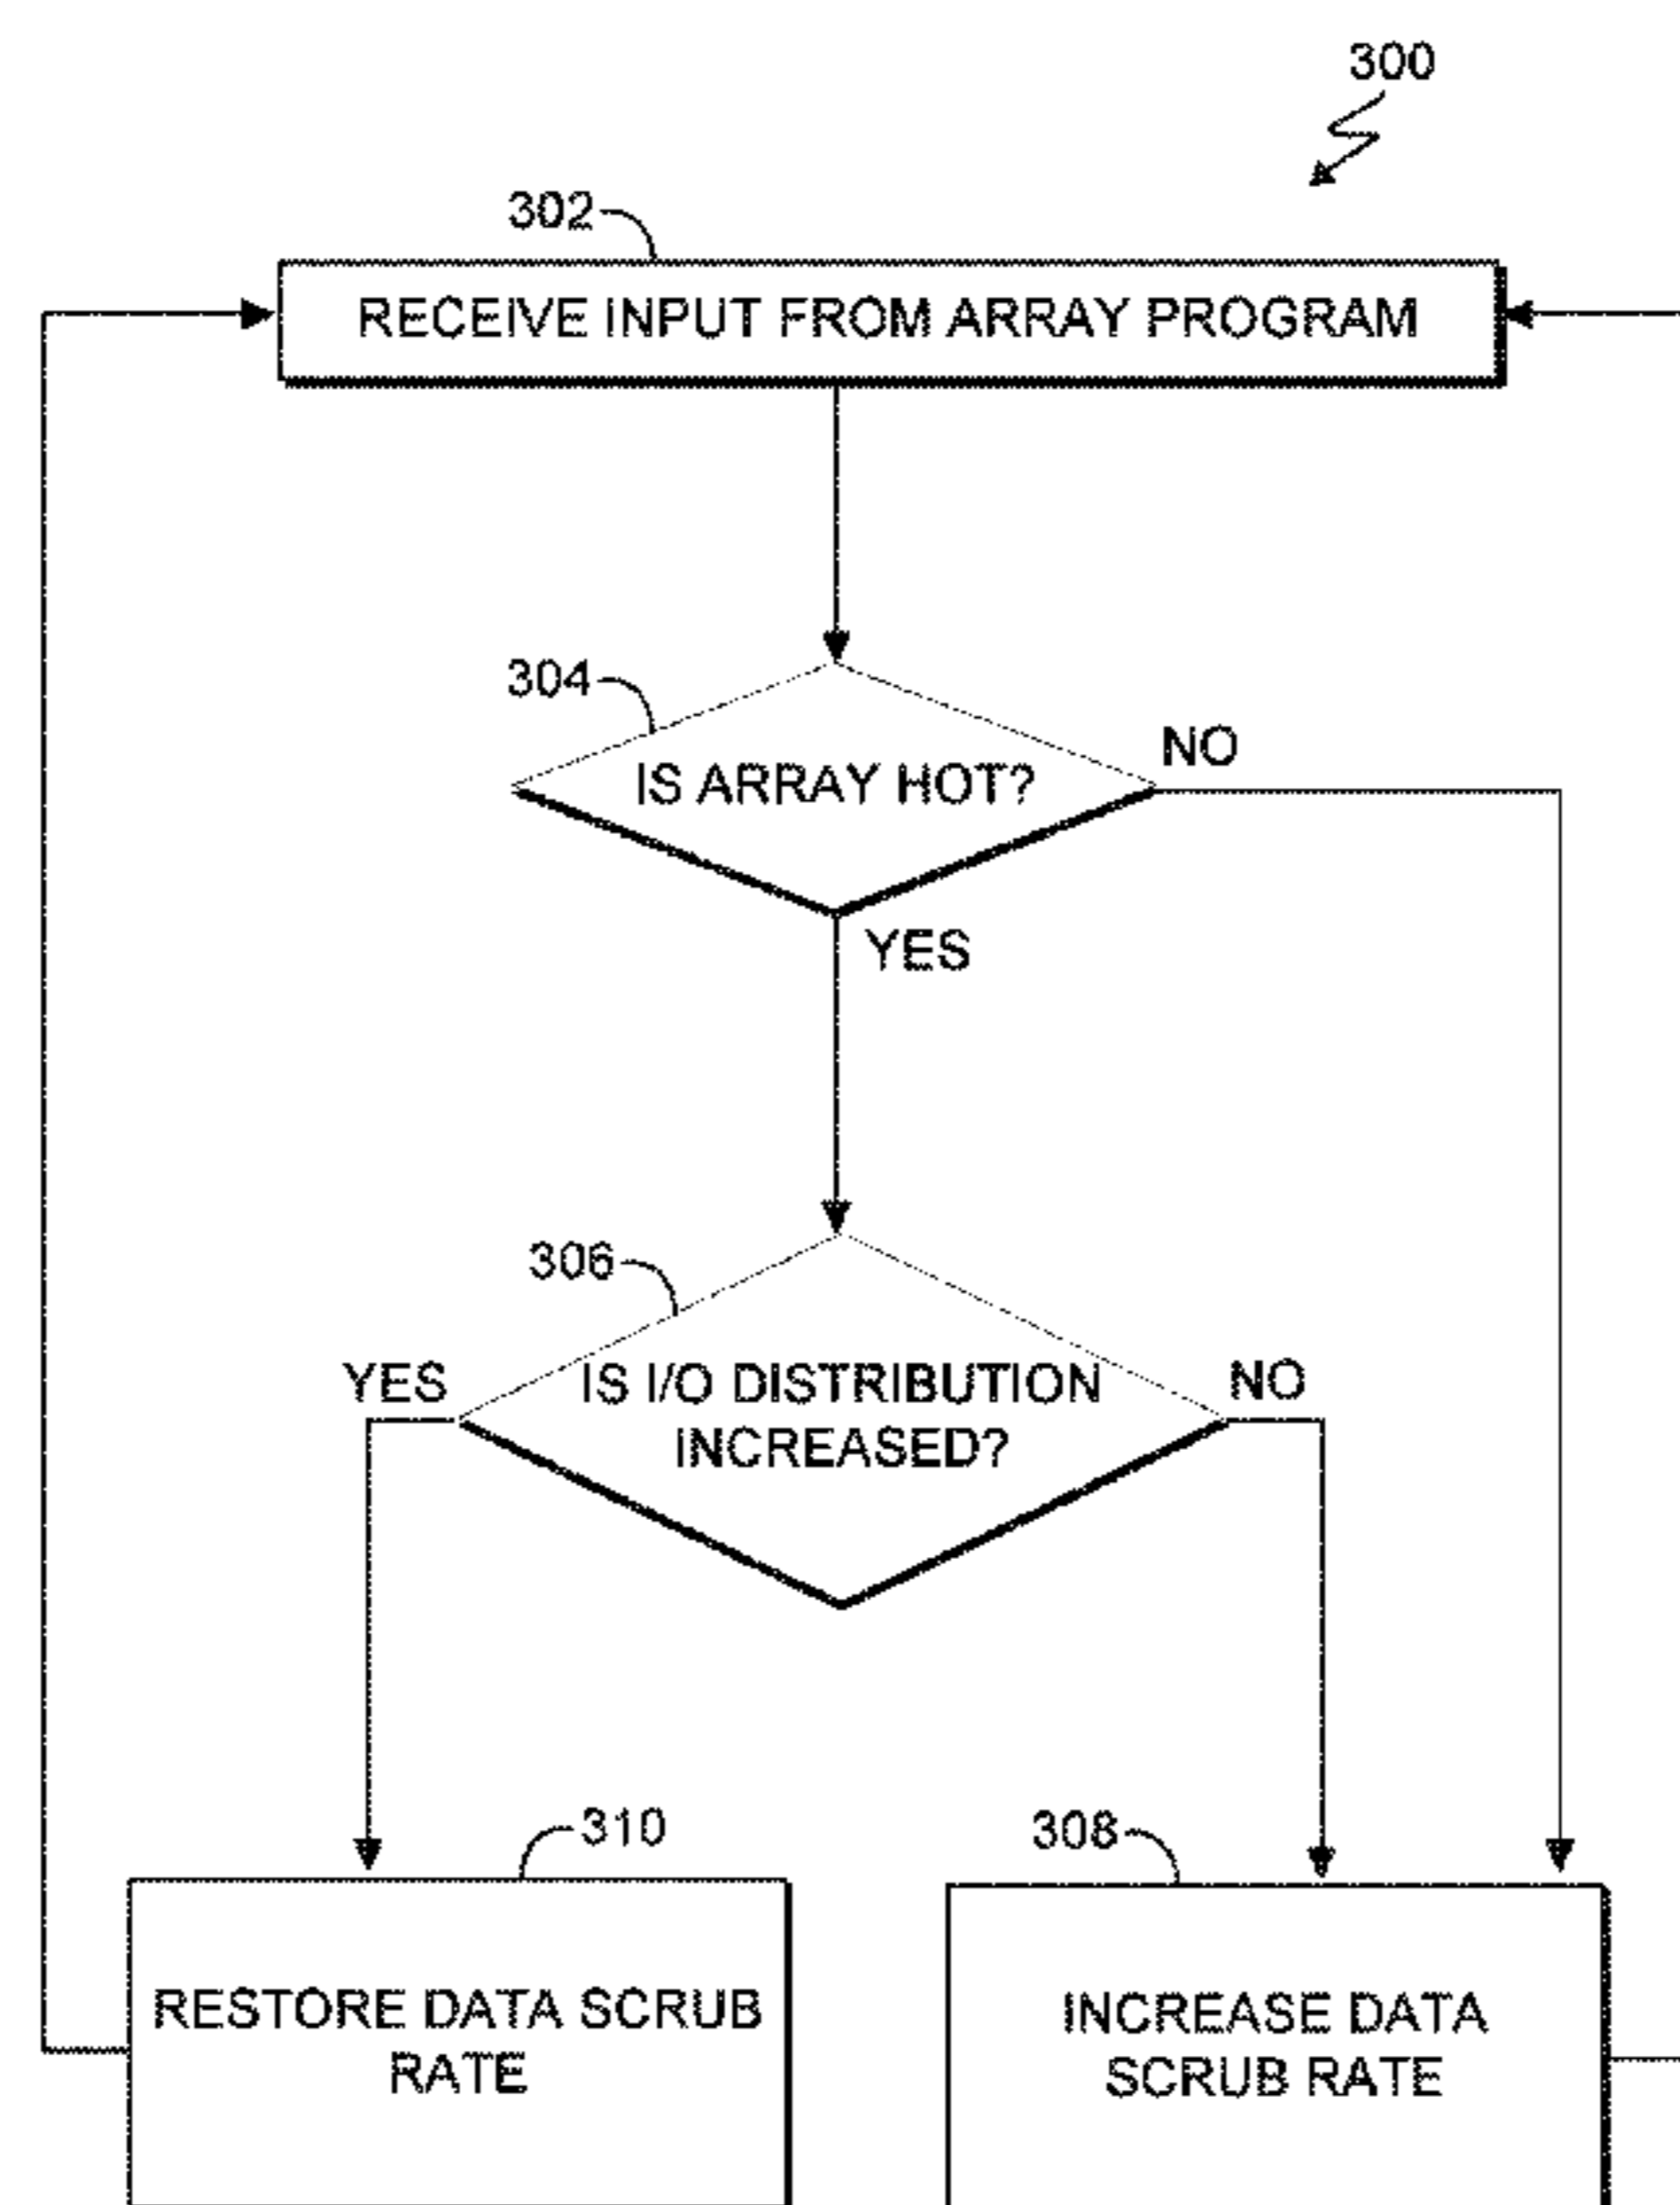 300
302
RECEIVE INPUT FROM ARRAY PROGRAM
304
IS ARRAY HOT?
NO
YES
306
YES
IS I/O DISTRIBUTION
INCREASED?
NO
310
308
RESTORE DATA SCRUB
RATE
INCREASE DATA
SCRUB RATE